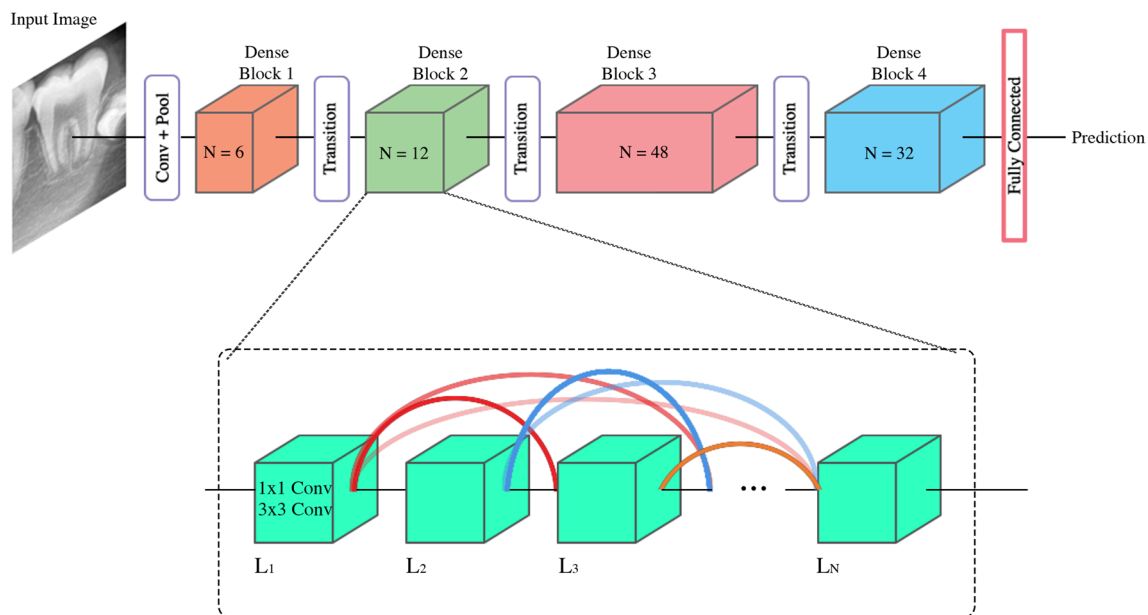 Input Image
Conv + Pool
Dense
Block 1
N = 6
Transition
Dense
Block 2
N = 12
Transition
Dense
Block 3
N = 48
Transition
Dense
Block 4
N = 32
Fully Connected
Prediction
1x1 Conv
3x3 Conv
...
L1
L2
L3
LN